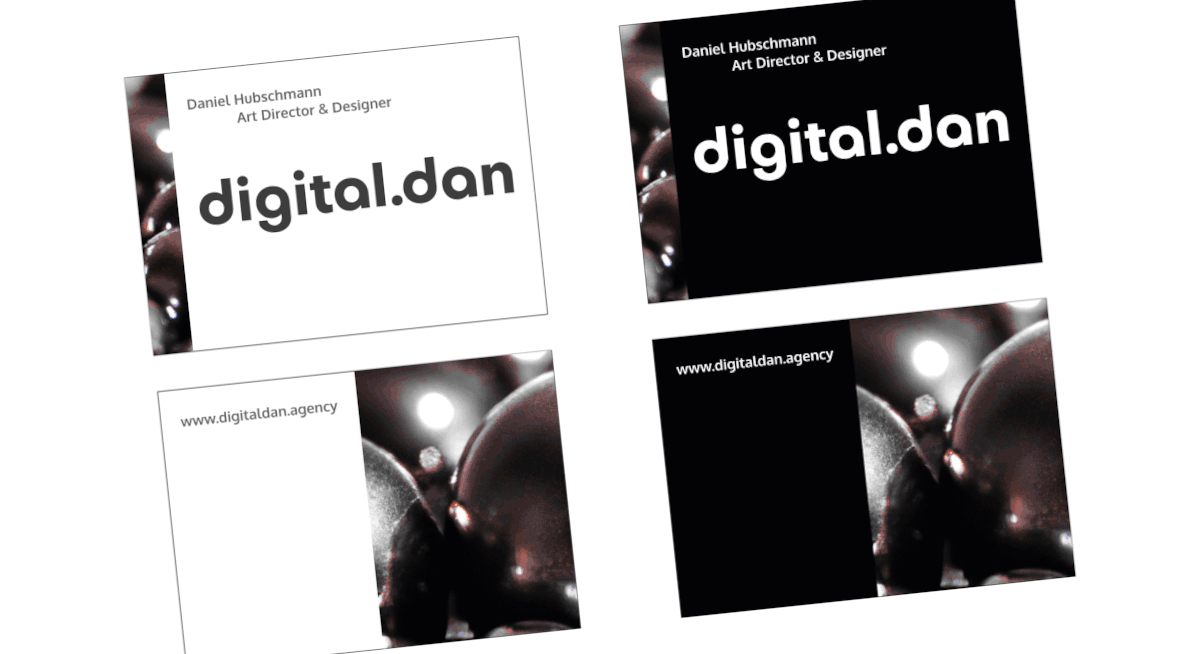 Daniel Hubschmann
Art Director & Designer
digital.dan
Daniel Hubschmann
Art Director & Designer
digital.dan
www.digitaldan.agency
www.digitaldan.agency